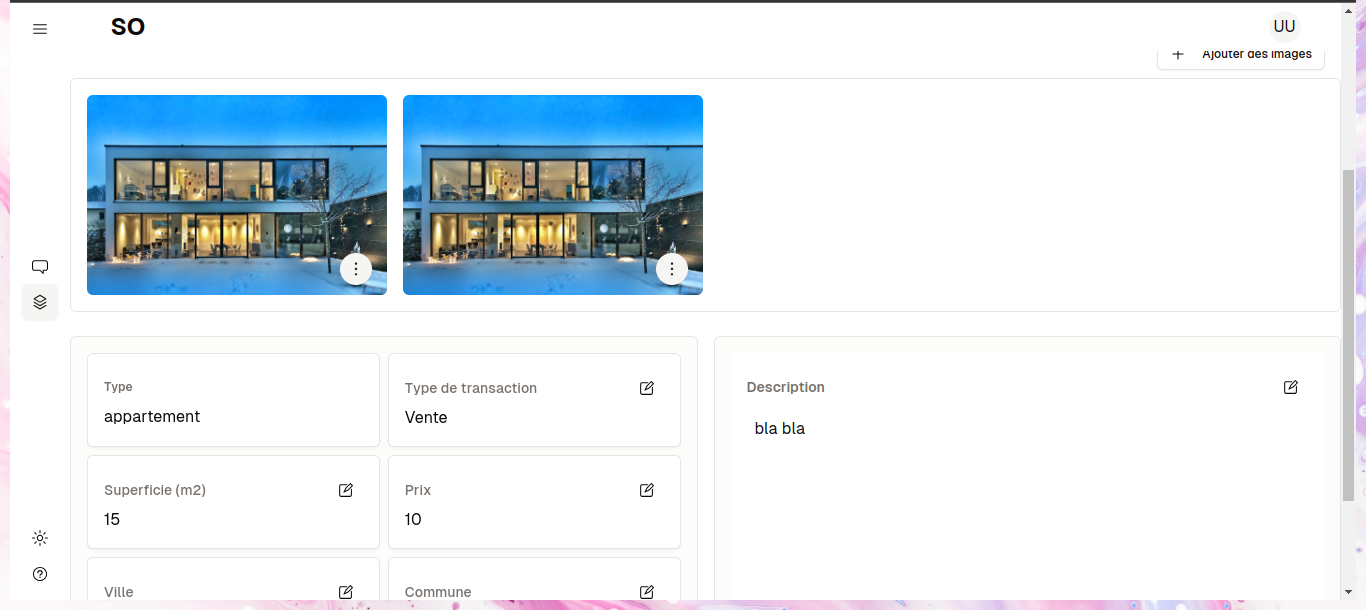 SO
UU
Ajouter des images
Type
appartement
Type de transaction
Vente
Superficie (m2)
15
Prix
10
Ville
Commune
Description
bla bla